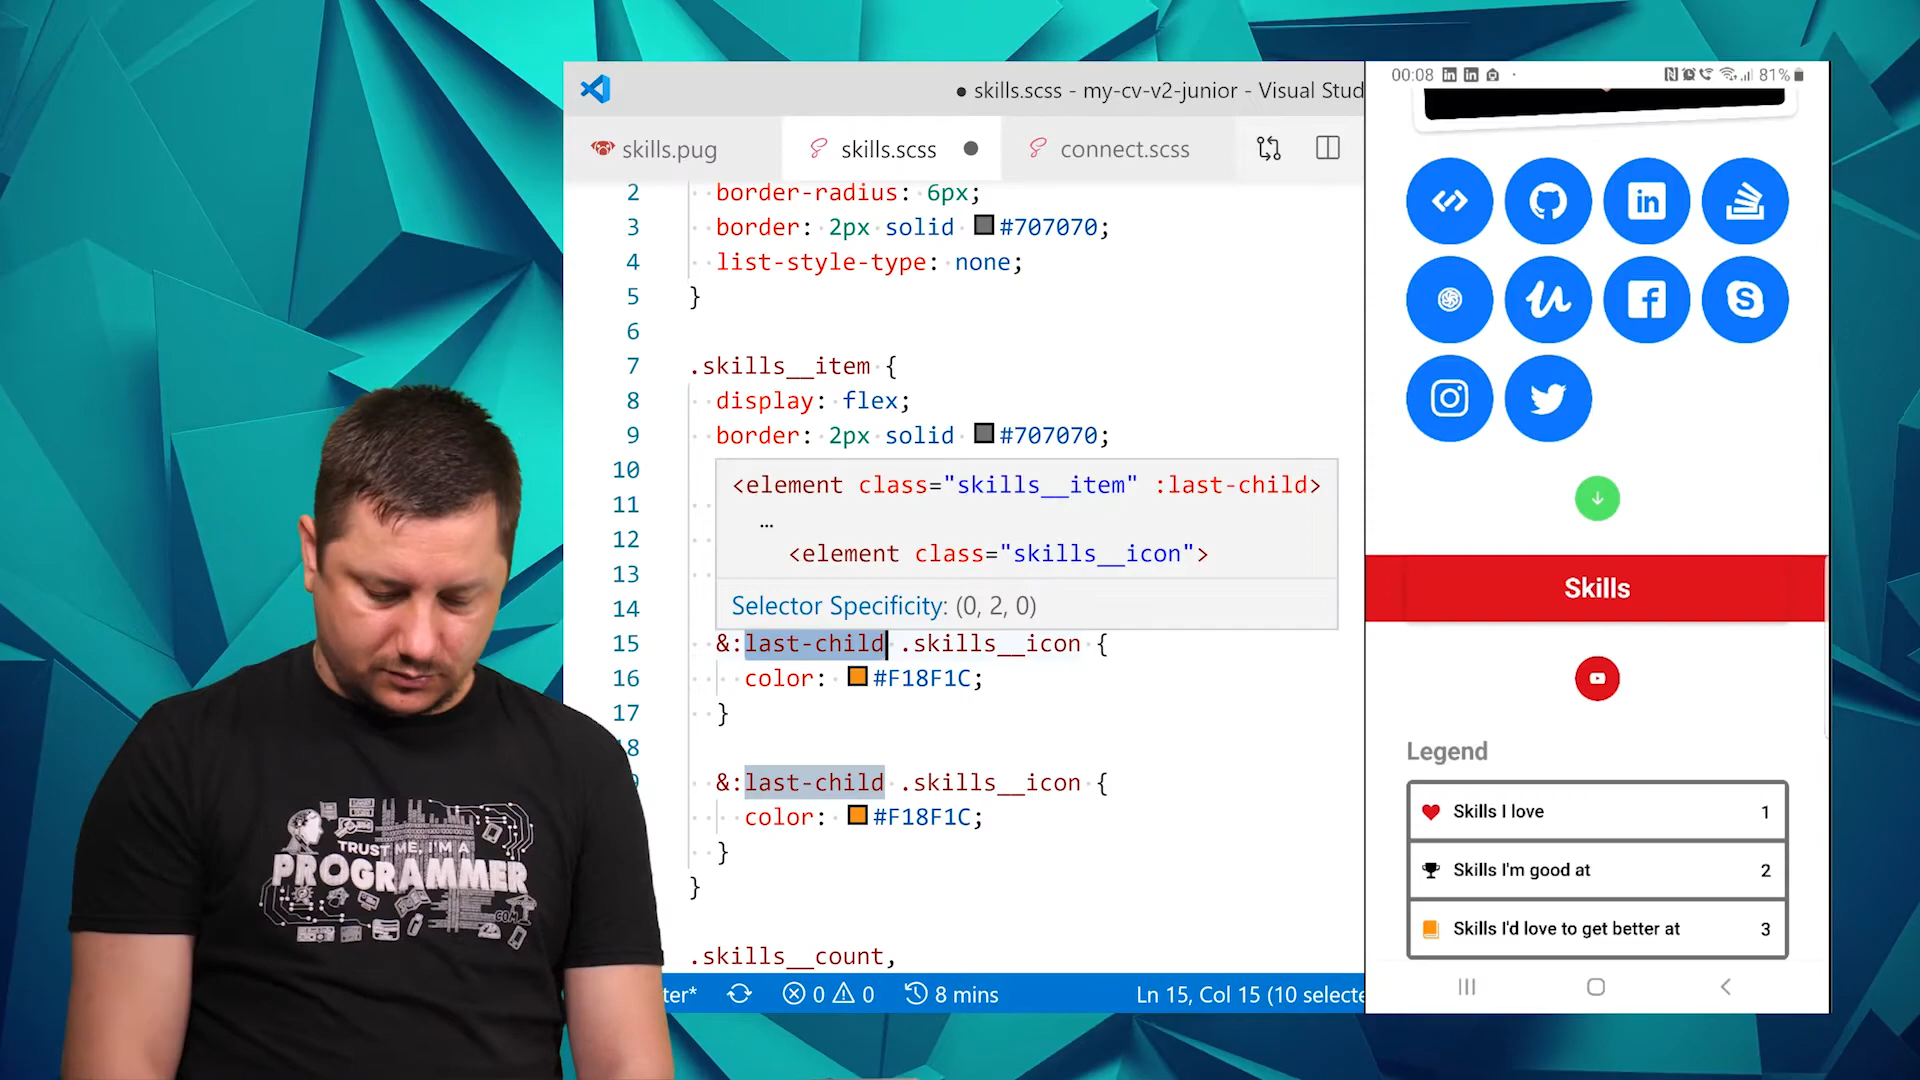 skills.scss - my-cv-v2-junior - Visual Stud
skills.pug
skills.scss
connect.scss
2 border-radius: 6px;
3 border: 2px solid #707070;
4 list-style-type: none;
5 }
6
7 .skills__item {
8 display: flex;
9 border: 2px solid #707070;
10
11
12
13
14
<element class="skills__item" :last-child>
…
<element class="skills__icon">
Selector Specificity: (0, 2, 0)
15 &:last-child .skills__icon {
16 color: #F18F1C;
17 }
18
&:last-child .skills__icon {
color: #F18F1C;
}
}
.skills__count,
ter* 0 0 8 mins Ln 15, Col 15 (10 selecte
00:08 81%
Skills
Legend
Skills I love 1
Skills I'm good at 2
Skills I'd love to get better at 3
TRUST ME, I'M A
PROGRAMMER
.COM